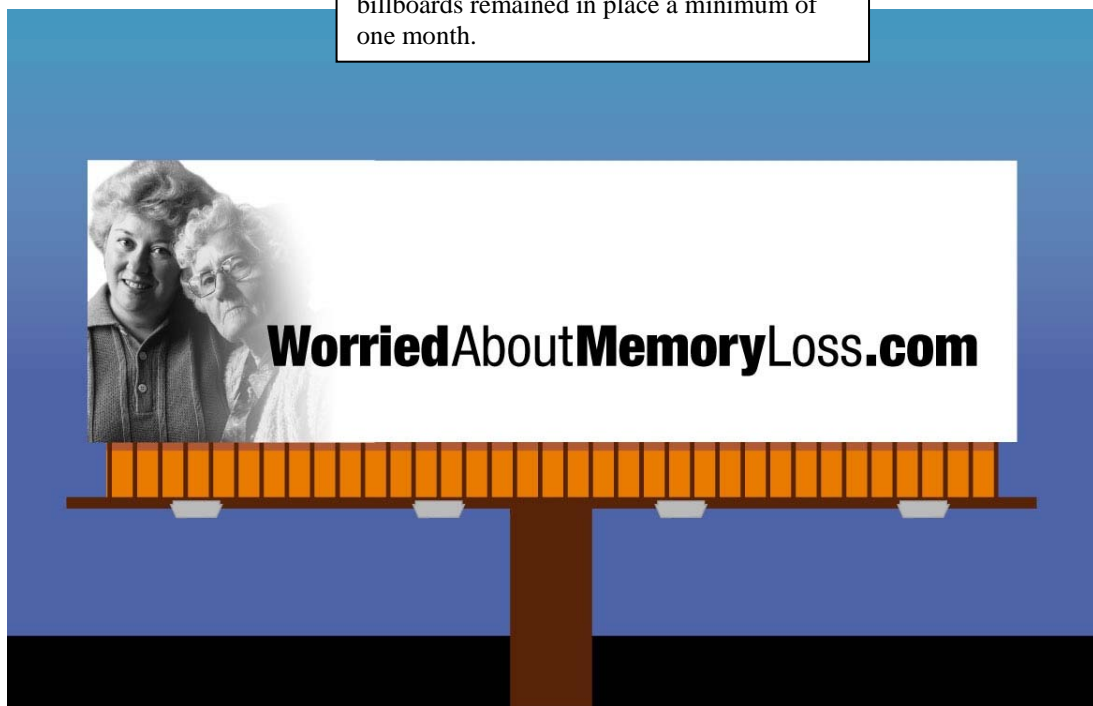 billboards remained in place a minimum of
one month.
WorriedAboutMemoryLoss.com